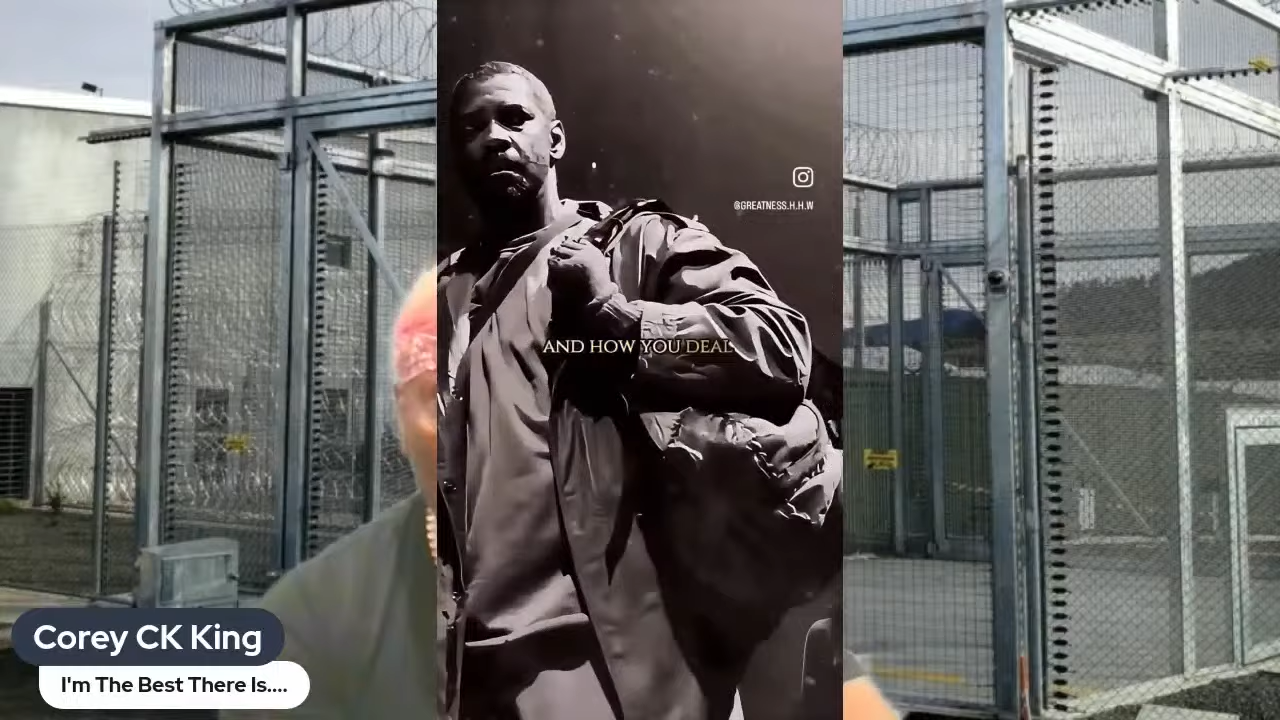 @GREATNESS.H.H.W
AND HOW YOU DEAL
Corey CK King
I'm The Best There Is....